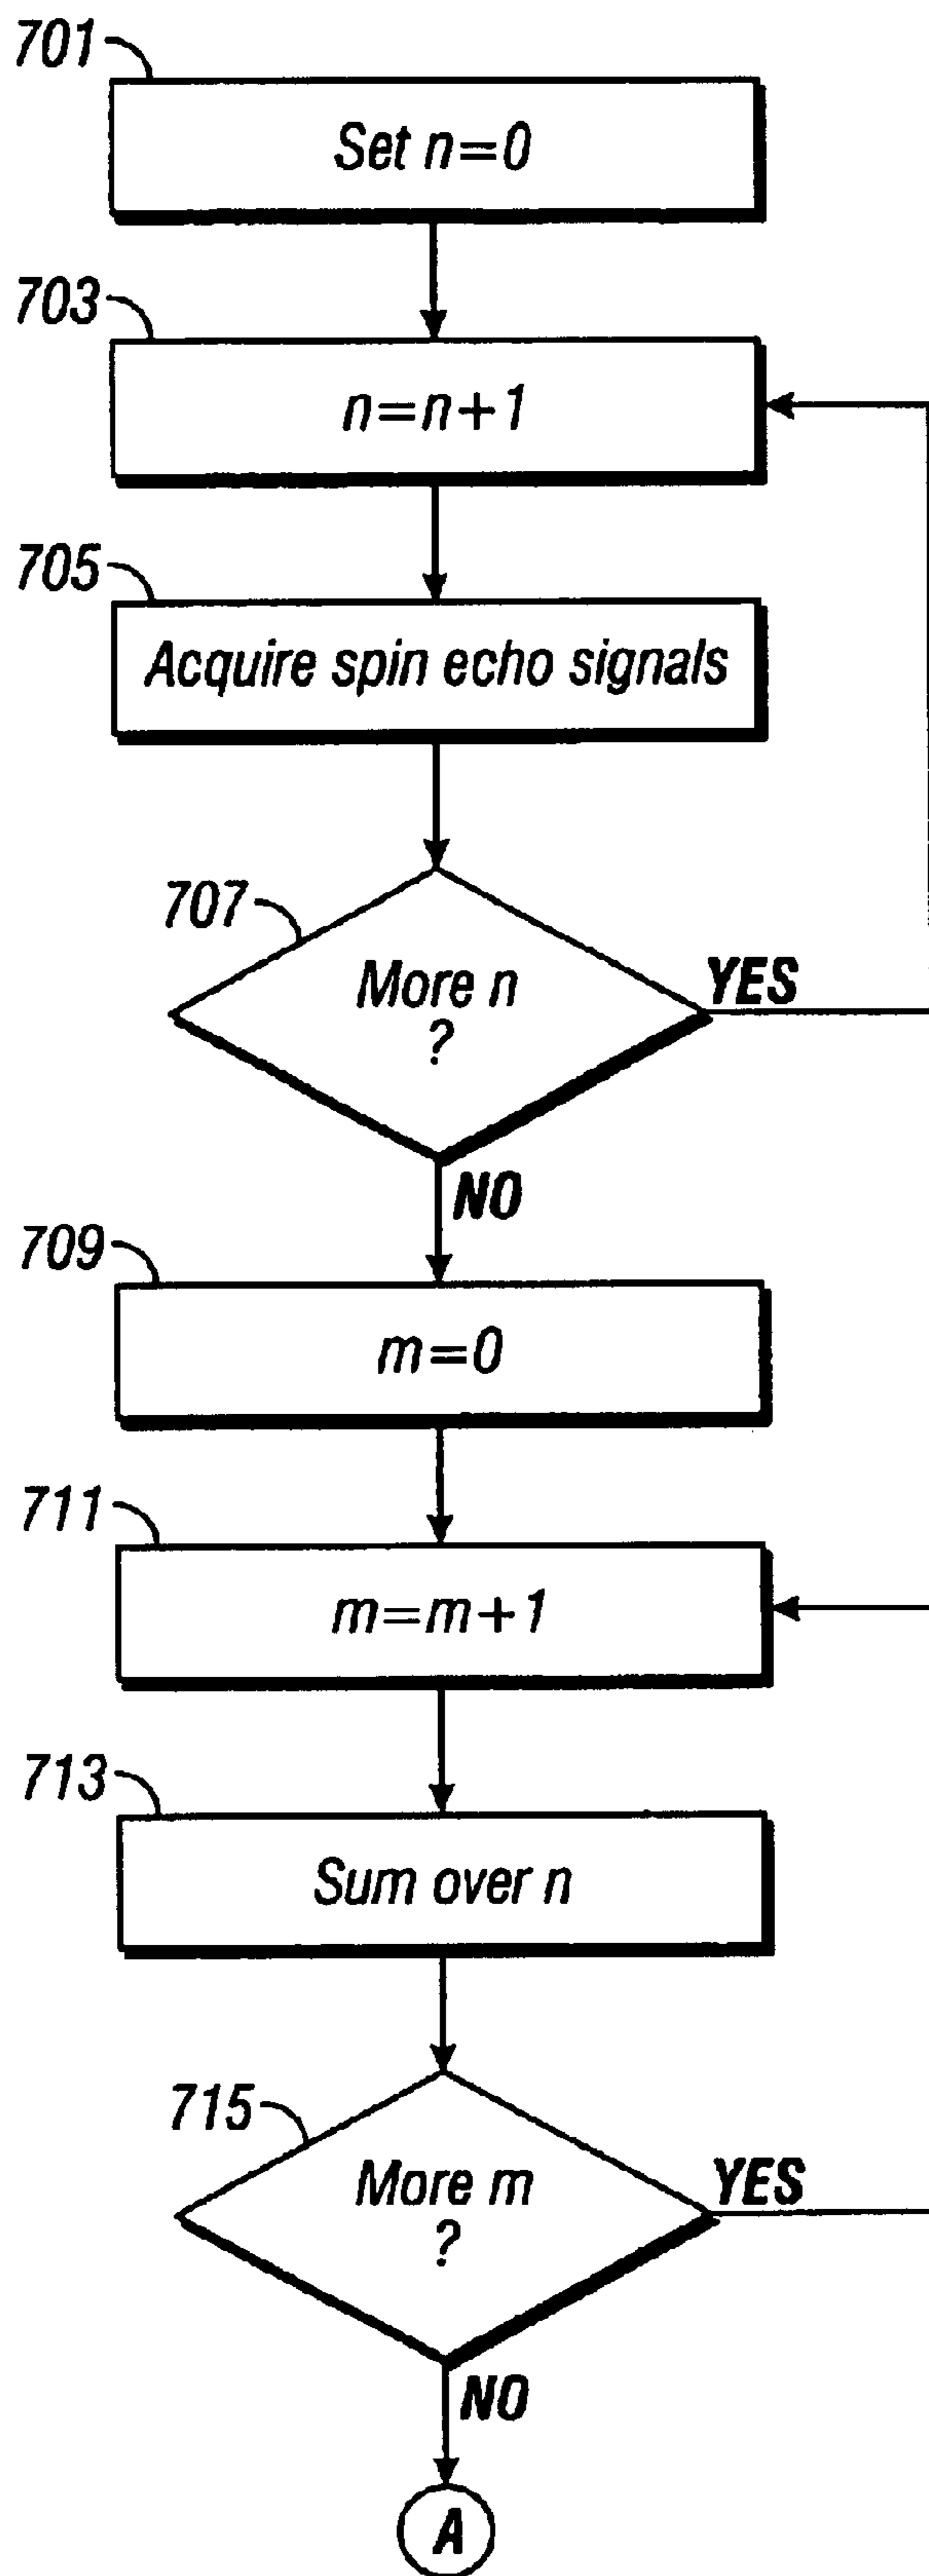 701
Set n=0
703
n=n+1
705
Acquire spin echo signals
707
More n
?
YES
NO
709
m=0
711
m=m+1
713
Sum over n
715
More m
?
YES
NO
A